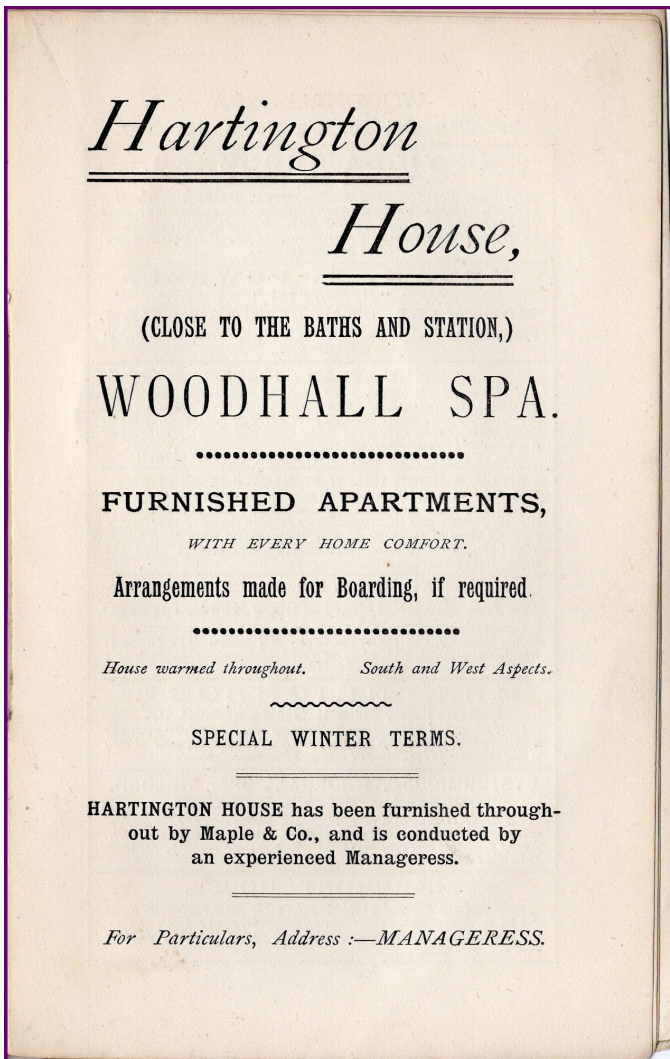 Hartington
House,
(CLOSE TO THE BATHS AND STATION,)
WOODHALL SPA.
FURNISHED APARTMENTS,
WITH EVERY HOME COMFORT.
Arrangements made for Boarding, if required.
House warmed throughout. South and West Aspects.
SPECIAL WINTER TERMS.
HARTINGTON HOUSE has been furnished through-
out by Maple & Co., and is conducted by
an experienced Manageress.
For Particulars, Address :—MANAGERESS.